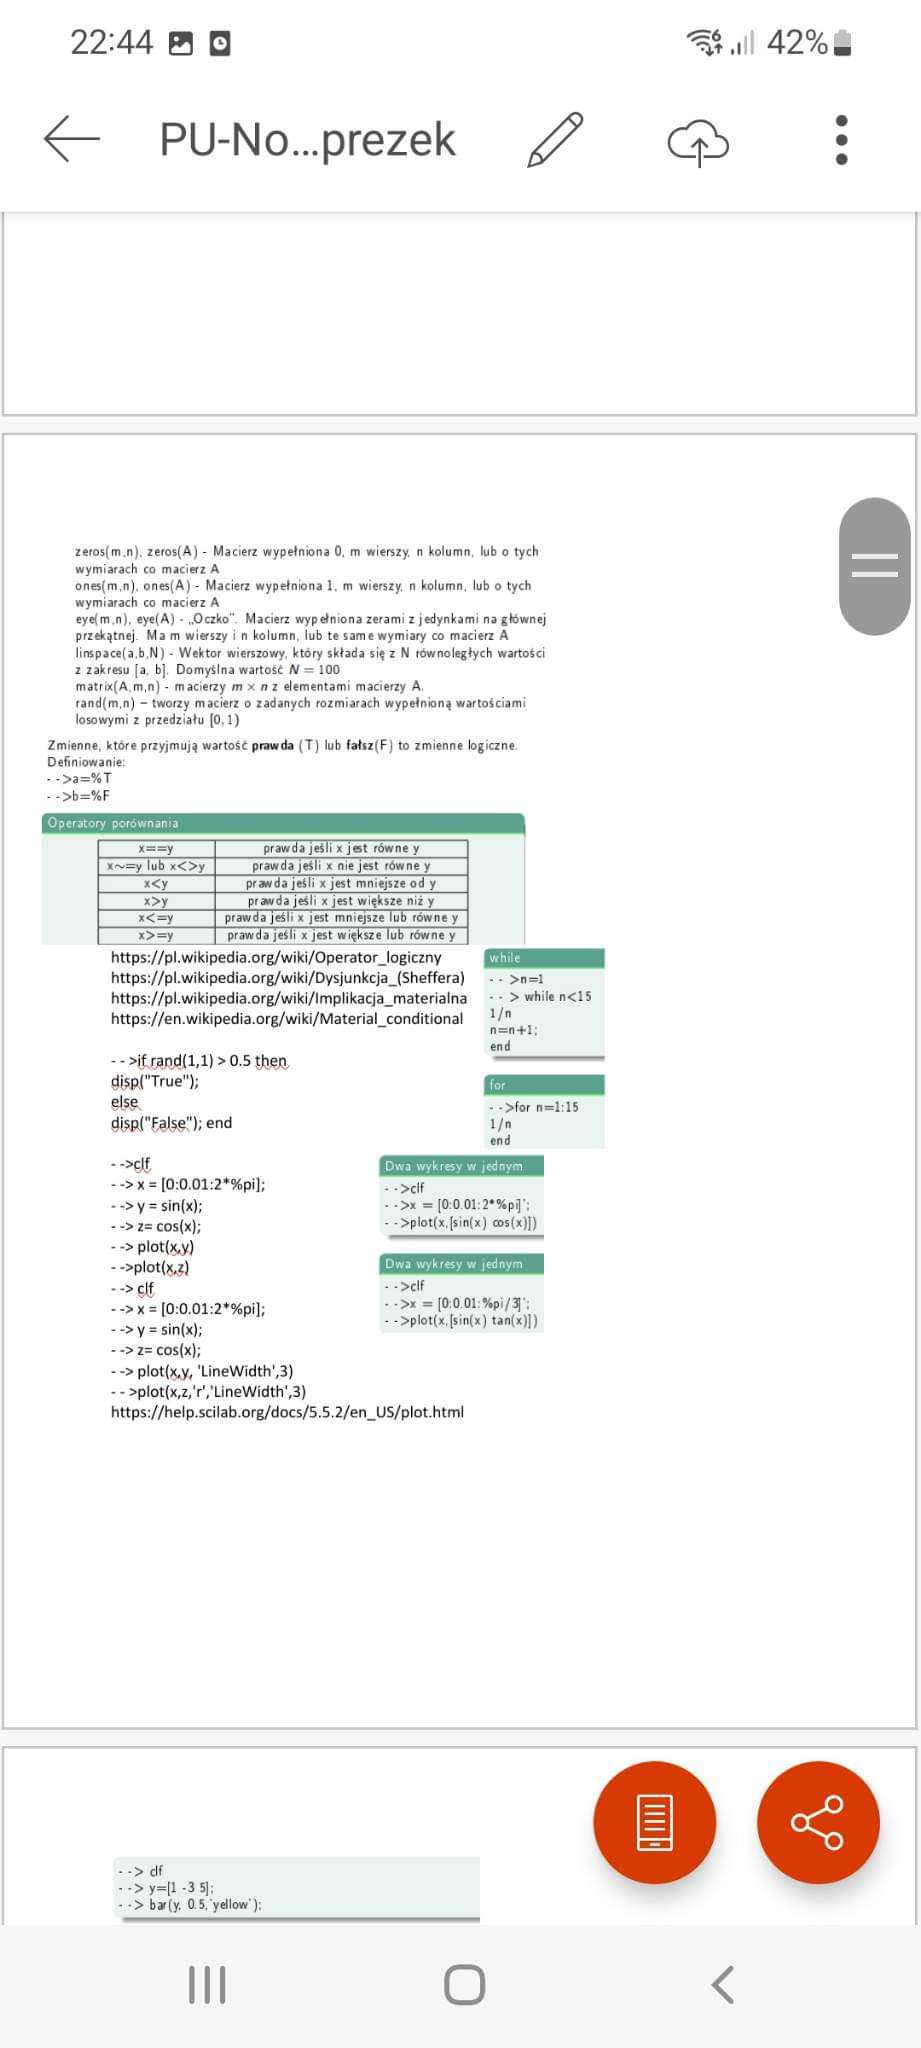 22:44
42%
PU-No...prezek
zeros(m,n), zeros(A) - Macierz wypełniona 0, m wierszy, n kolumn, lub o tych
wymiarach co macierz A
ones(m,n), ones(A) - Macierz wypełniona 1, m wierszy, n kolumn, lub o tych
wymiarach co macierz A
eye(m,n), eye(A) - „Oczko". Macierz wypełniona zerami z jedynkami na głównej
przekątnej. Ma m wierszy i n kolumn, lub te same wymiary co macierz A
linspace(a,b,N) - Wektor wierszowy, który składa się z N równoległych wartości
z zakresu [a, b]. Domyślna wartość N = 100
matrix(A,m,n) - macierzy m × n z elementami macierzy A.
rand(m,n) – tworzy macierz o zadanych rozmiarach wypełnioną wartościami
losowymi z przedziału [0,1)
Zmienne, które przyjmują wartość prawda (T) lub fałsz(F) to zmienne logiczne.
Definiowanie:
- ->a=%T
- ->b=%F
Operatory porównania
x==y prawda jeśli x jest równe y
x~=y lub x<>y prawda jeśli x nie jest równe y
x<y prawda jeśli x jest mniejsze od y
x>y prawda jeśli x jest większe niż y
x<=y prawda jeśli x jest mniejsze lub równe y
x>=y prawda jeśli x jest większe lub równe y
https://pl.wikipedia.org/wiki/Operator_logiczny
https://pl.wikipedia.org/wiki/Dysjunkcja_(Sheffera)
https://pl.wikipedia.org/wiki/Implikacja_materialna
https://en.wikipedia.org/wiki/Material_conditional
while
- - >n=1
- - > while n<15
1/n
n=n+1;
end
- - >if rand(1,1) > 0.5 then
disp("True");
else
disp("False"); end
for
- ->for n=1:15
1/n
end
- ->clf
- -> x = [0:0.01:2*%pi];
- -> y = sin(x);
- -> z= cos(x);
- -> plot(x,y)
- ->plot(x,z)
- -> clf
- -> x = [0:0.01:2*%pi];
- -> y = sin(x);
- -> z= cos(x);
- -> plot(x,y, 'LineWidth',3)
- - >plot(x,z,'r','LineWidth',3)
https://help.scilab.org/docs/5.5.2/en_US/plot.html
Dwa wykresy w jednym
- ->clf
- ->x = [0:0.01:2*%pi]';
- ->plot(x,[sin(x) cos(x)])
Dwa wykresy w jednym
- ->clf
- ->x = [0:0.01:%pi/3]';
- ->plot(x,[sin(x) tan(x)])
- -> clf
- -> y=[1 -3 5];
- -> bar(y, 0.5,'yellow');